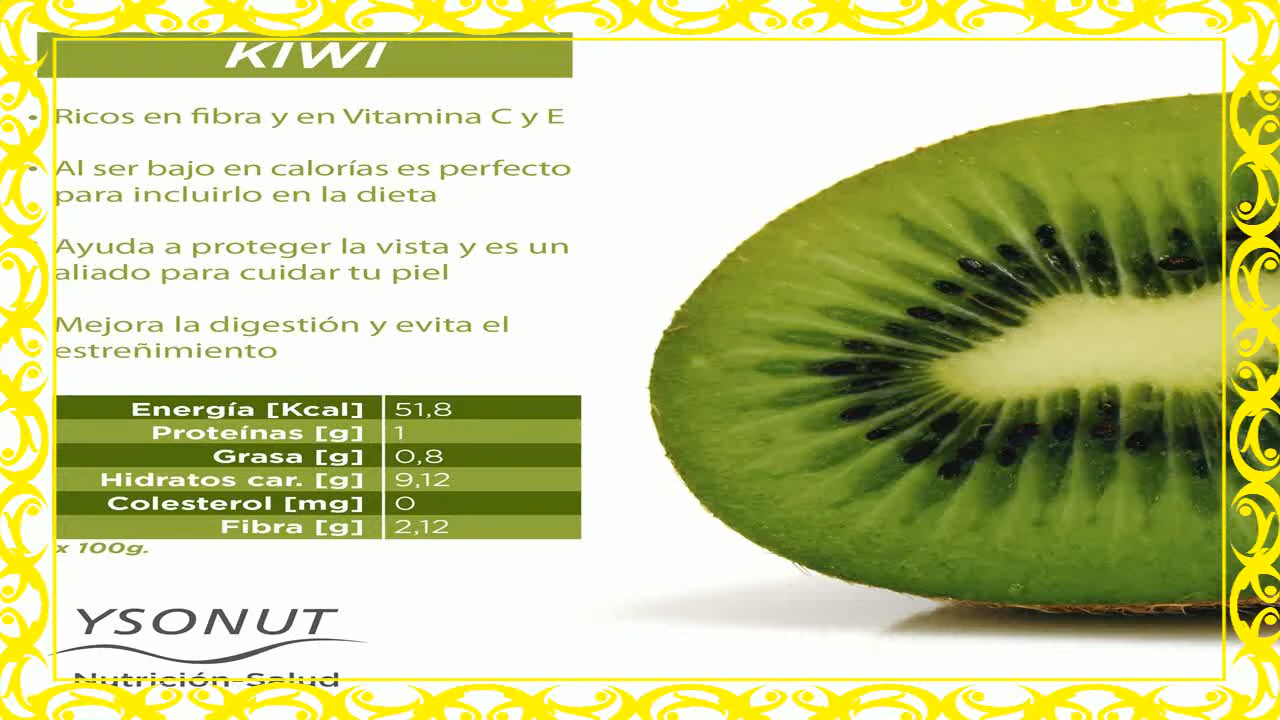 KIWI
• Ricos en fibra y en Vitamina C y E
• Al ser bajo en calorías es perfecto
para incluirlo en la dieta
Ayuda a proteger la vista y es un
aliado para cuidar tu piel
Mejora la digestión y evita el
estreñimiento
Energía [Kcal] 51,8
Proteínas [g] 1
Grasa [g] 0,8
Hidratos car. [g] 9,12
Colesterol [mg] 0
Fibra [g] 2,12
x 100g.
YSONUT
Nutrición-Salud